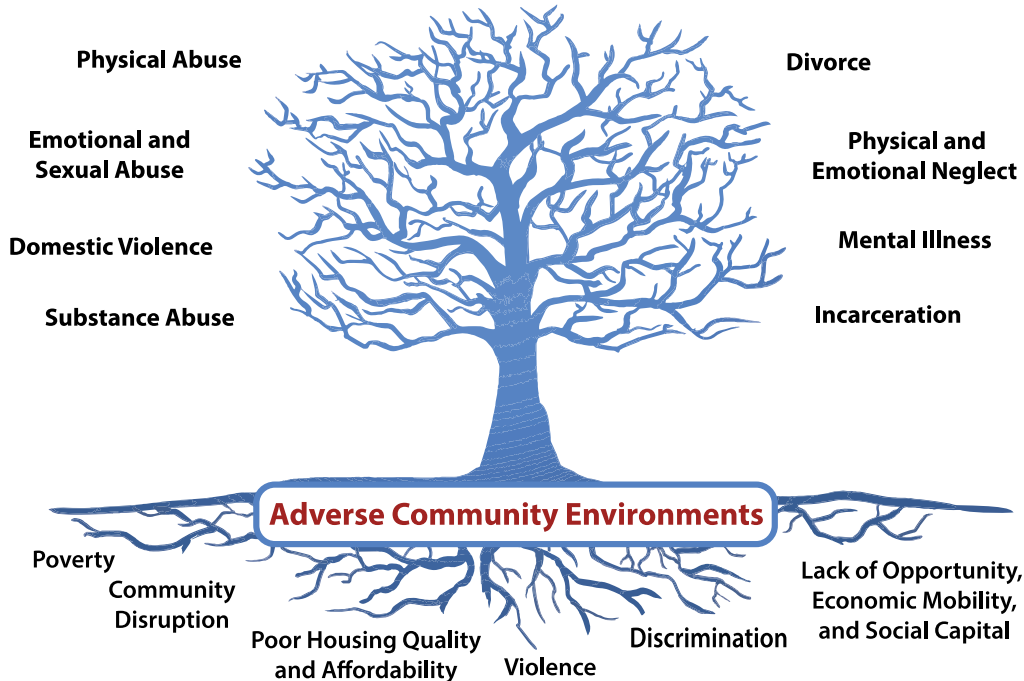 Physical Abuse
Divorce
Emotional and
Sexual Abuse
Physical and
Emotional Neglect
Domestic Violence
Mental Illness
Substance Abuse
Incarceration
Adverse Community Environments
Poverty
Community
Disruption
Poor Housing Quality
and Affordability
Violence
Discrimination
Lack of Opportunity,
Economic Mobility,
and Social Capital